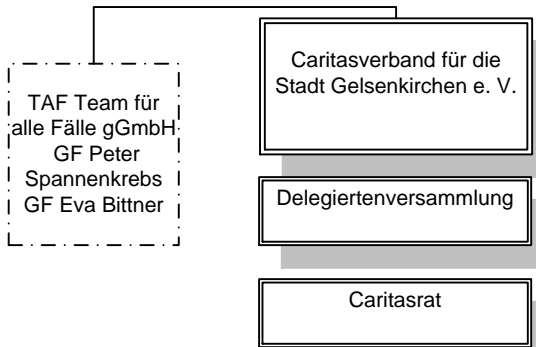 TAF Team für
alle Fälle gGmbH
GF Peter
Spannenkrebs
GF Eva Bittner
Caritasverband für die
Stadt Gelsenkirchen e. V.
Delegiertenversammlung
Caritasrat